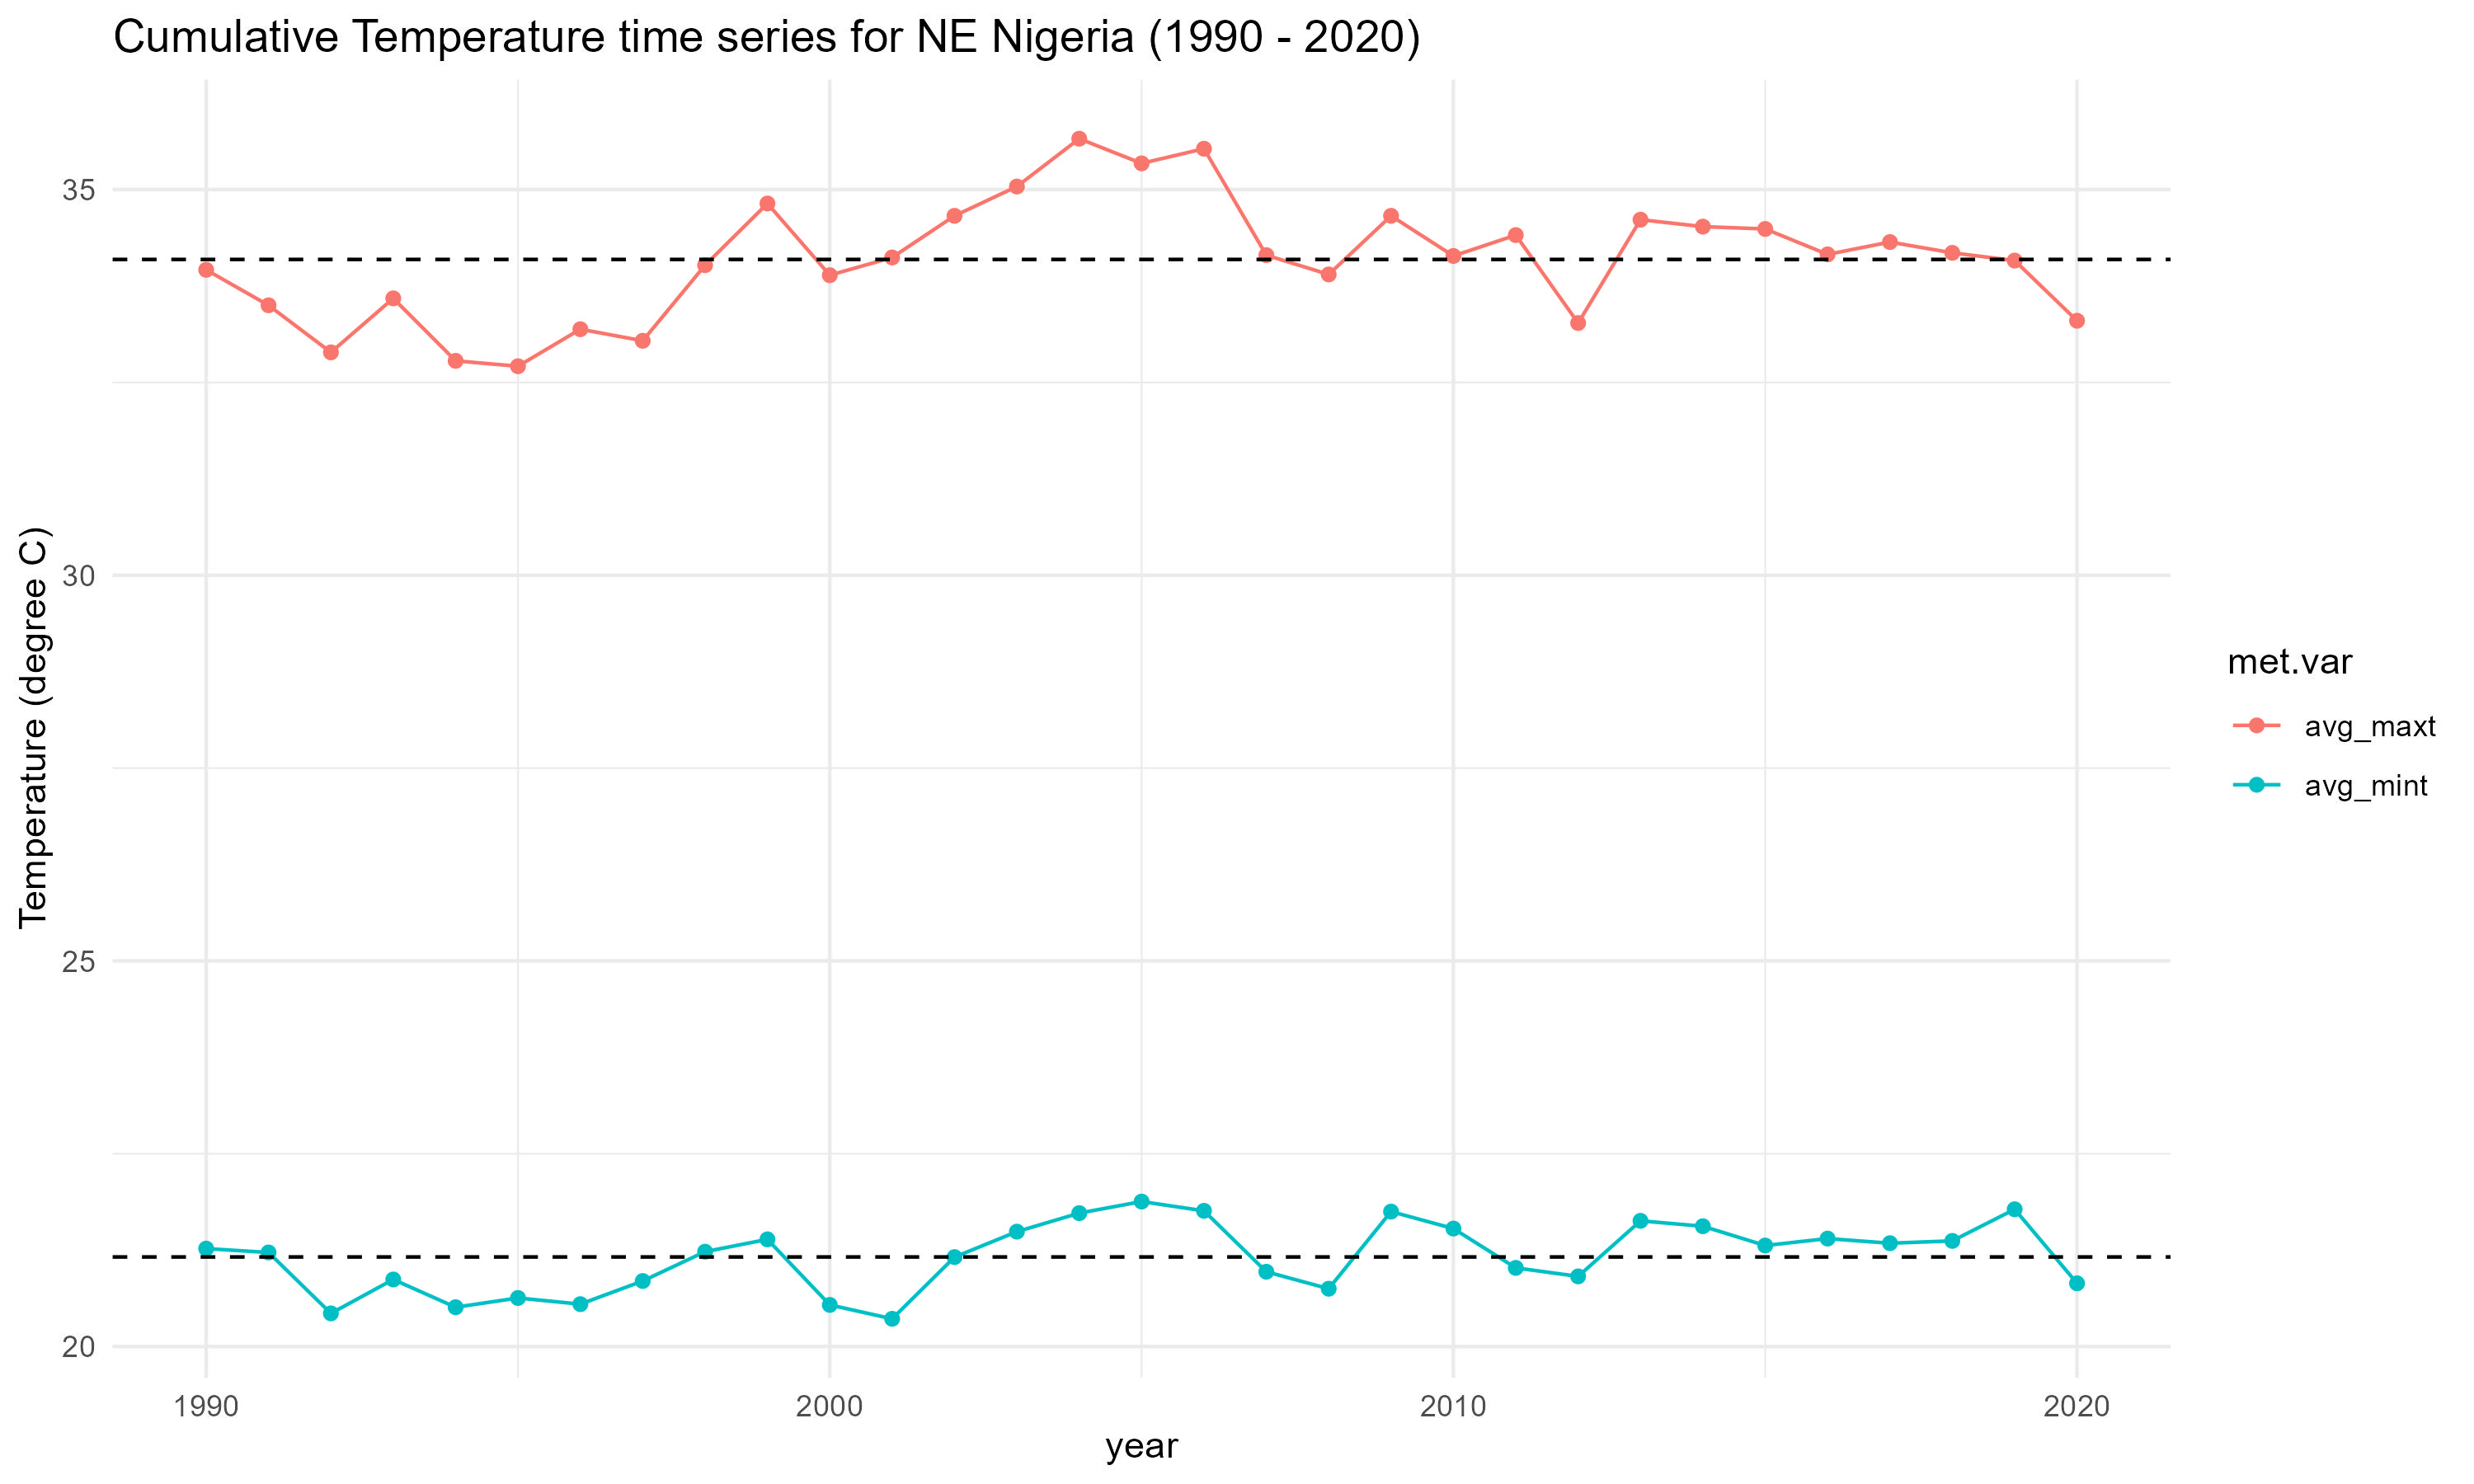 Cumulative Temperature time series for NE Nigeria (1990 - 2020)
Temperature (degree C)
35
30
25
20
1990
2000
2010
2020
year
met.var
avg_maxt
avg_mint